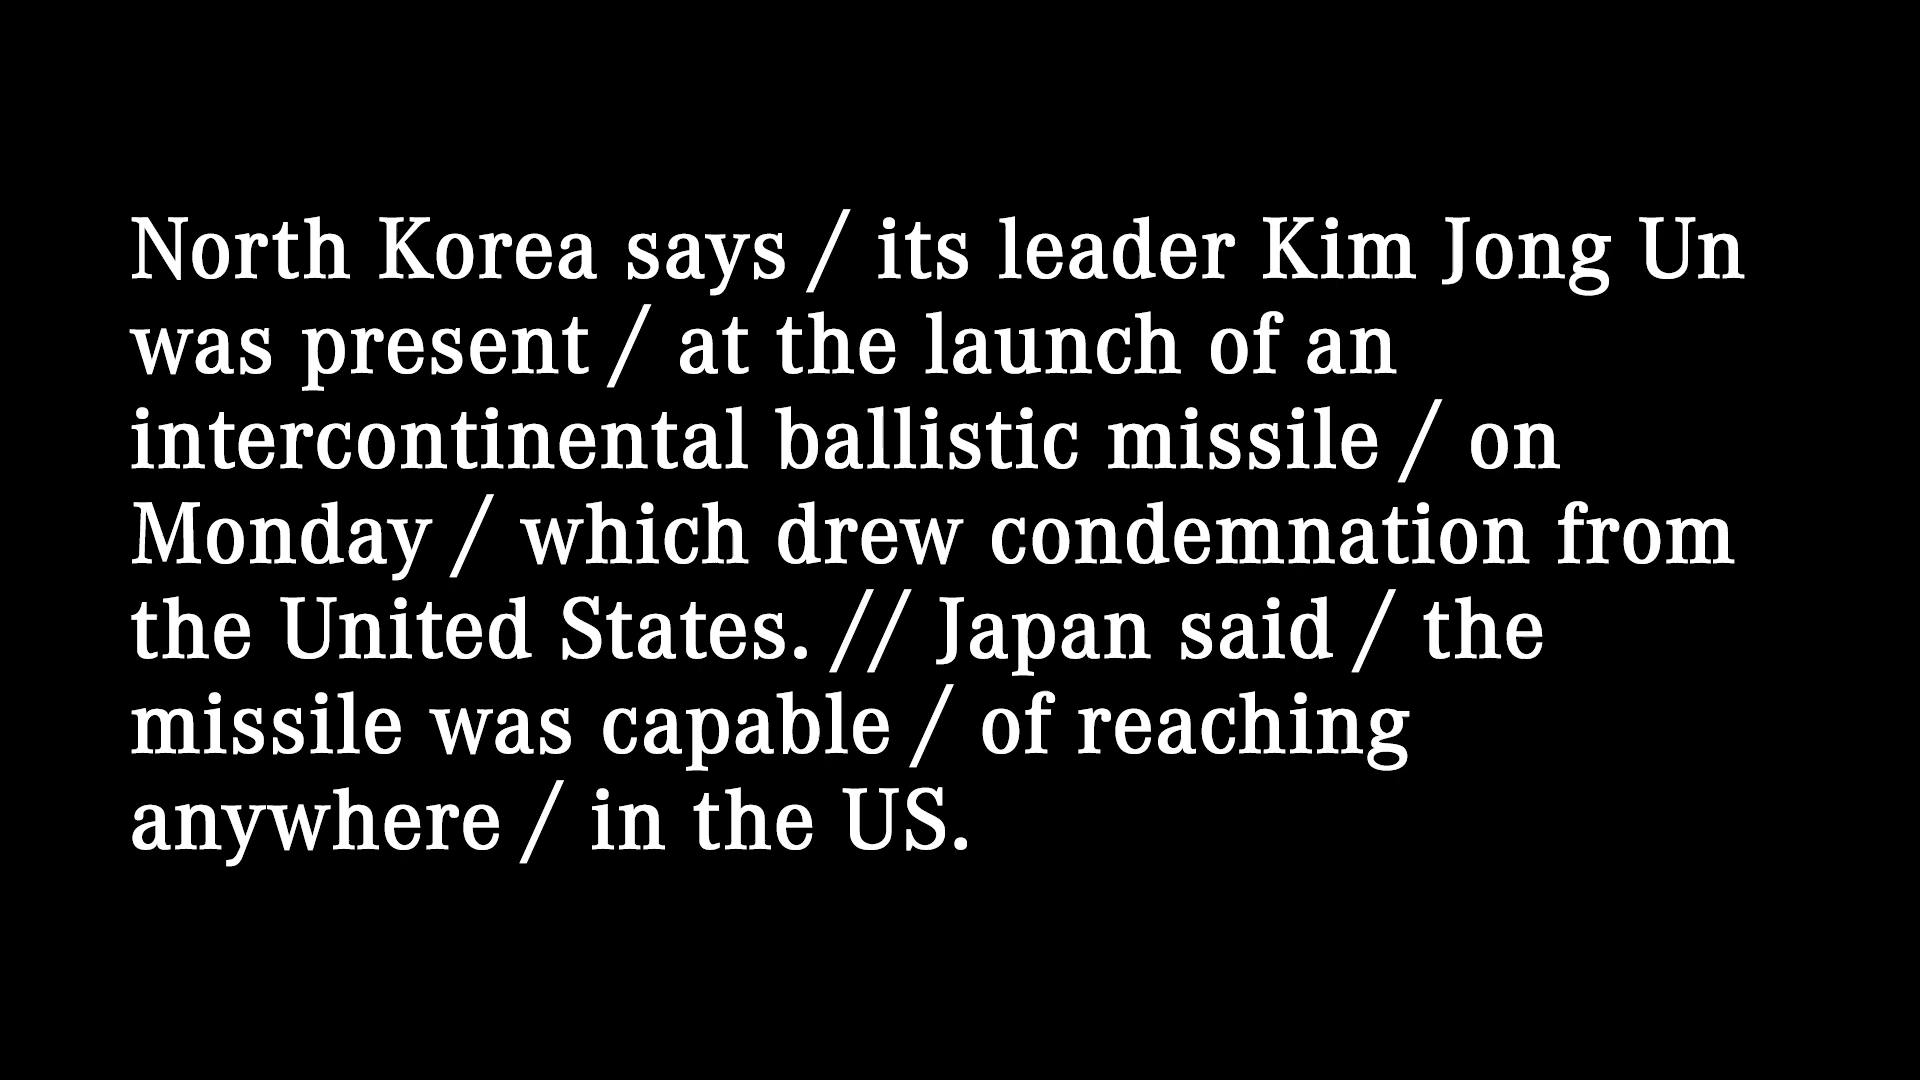 North Korea says / its leader Kim Jong Un
was present / at the launch of an
intercontinental ballistic missile / on
Monday / which drew condemnation from
the United States. // Japan said / the
missile was capable / of reaching
anywhere / in the US.